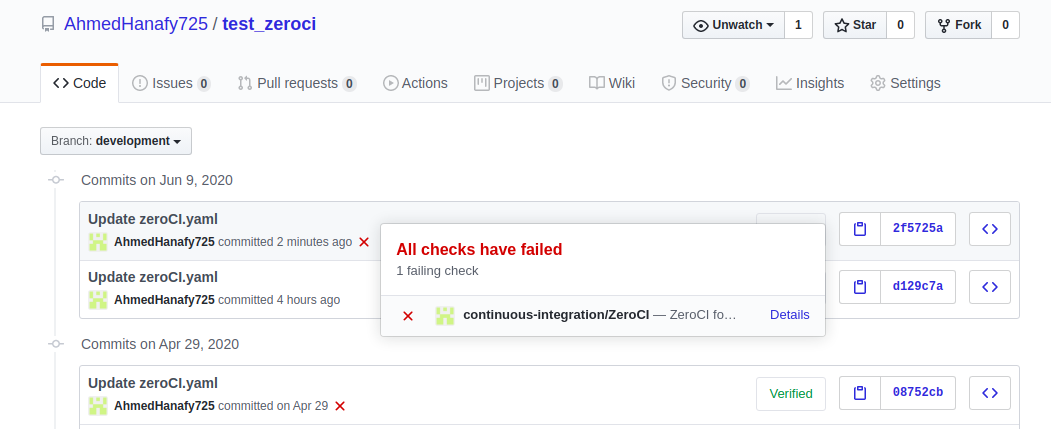 AhmedHanafy725 / test_zeroci
Unwatch 1 Star 0 Fork 0
Code Issues 0 Pull requests 0 Actions Projects 0 Wiki Security 0 Insights Settings
Branch: development
Commits on Jun 9, 2020
Update zeroCI.yaml
AhmedHanafy725 committed 2 minutes ago
2f5725a
All checks have failed
1 failing check
continuous-integration/ZeroCI — ZeroCI fo… Details
Update zeroCI.yaml
AhmedHanafy725 committed 4 hours ago
d129c7a
Commits on Apr 29, 2020
Update zeroCI.yaml
AhmedHanafy725 committed on Apr 29
Verified
08752cb